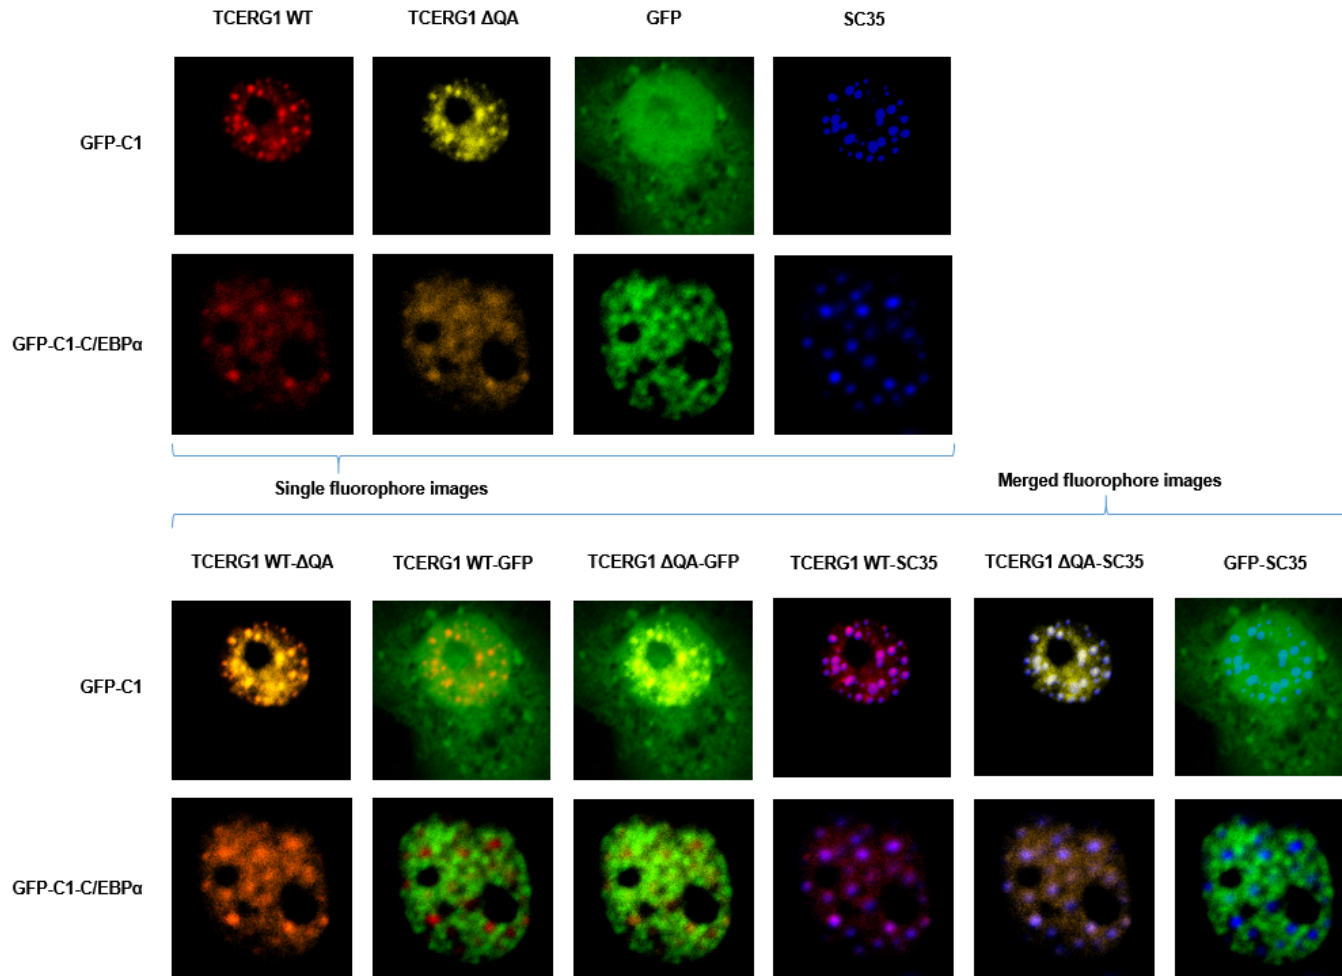 TCERG1 WT TCERG1 ΔQA GFP SC35
GFP-C1
GFP-C1-C/EBPα
Single fluorophore images
Merged fluorophore images
TCERG1 WT-ΔQA TCERG1 WT-GFP TCERG1 ΔQA-GFP TCERG1 WT-SC35 TCERG1 ΔQA-SC35 GFP-SC35
GFP-C1
GFP-C1-C/EBPα